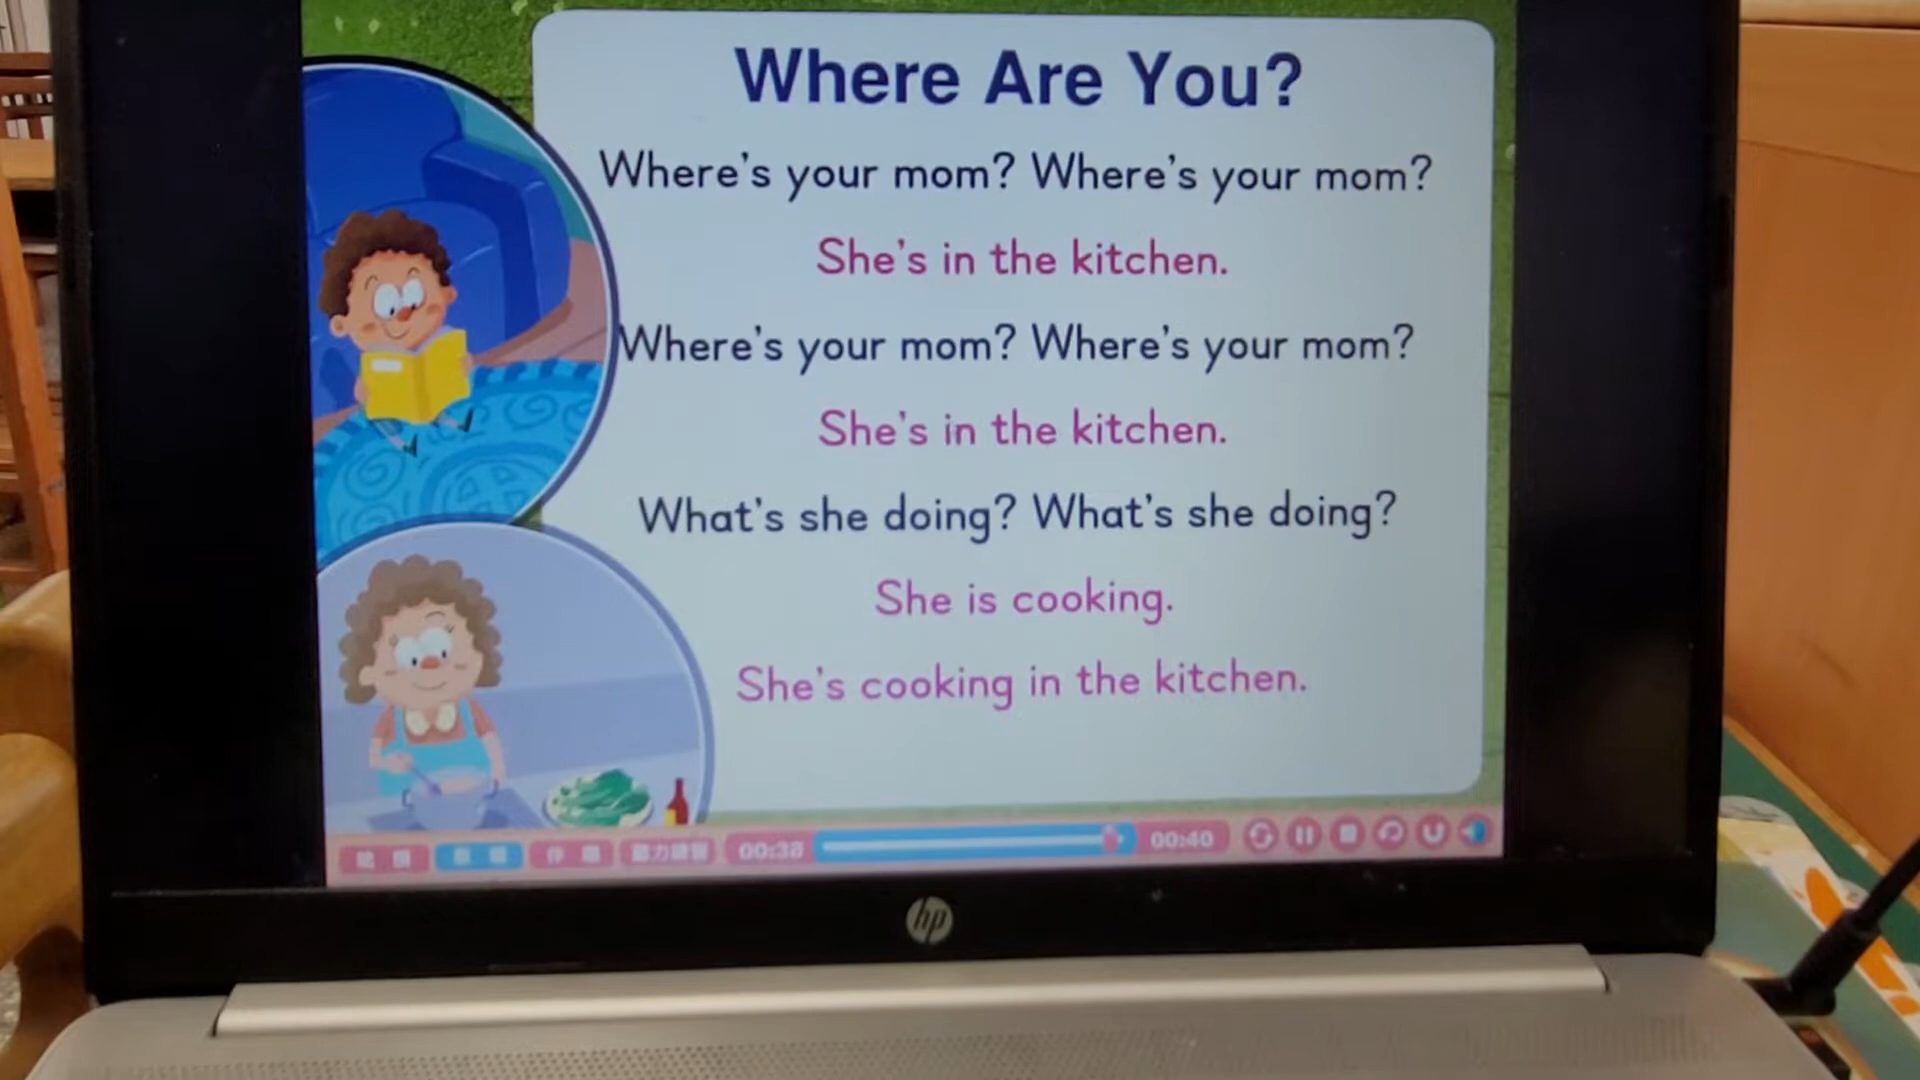 Where Are You?
Where's your mom? Where's your mom?
She's in the kitchen.
Where's your mom? Where's your mom?
She's in the kitchen.
What's she doing? What's she doing?
She is cooking.
She's cooking in the kitchen.
00:38
00:40
hp